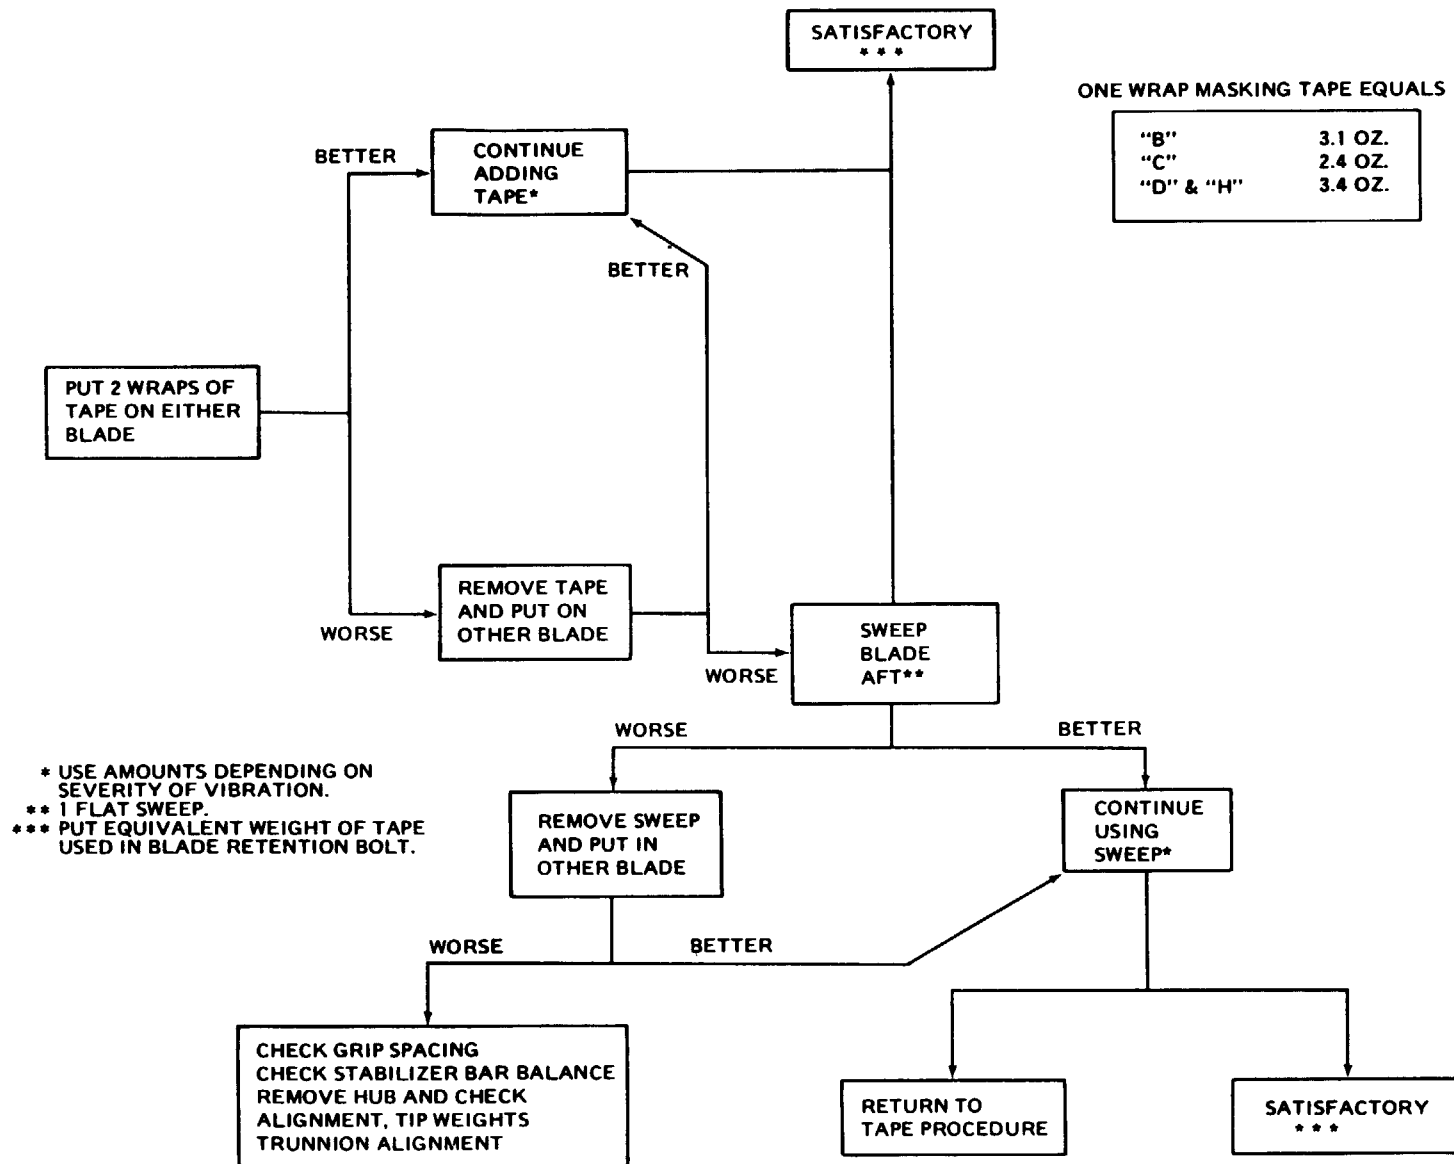 SATISFACTORY
* * *
ONE WRAP MASKING TAPE EQUALS
"B" 3.1 OZ.
"C" 2.4 OZ.
"D" & "H" 3.4 OZ.
BETTER
CONTINUE
ADDING
TAPE*
BETTER
PUT 2 WRAPS OF
TAPE ON EITHER
BLADE
WORSE
REMOVE TAPE
AND PUT ON
OTHER BLADE
WORSE
SWEEP
BLADE
AFT**
WORSE
BETTER
* USE AMOUNTS DEPENDING ON
SEVERITY OF VIBRATION.
** 1 FLAT SWEEP.
*** PUT EQUIVALENT WEIGHT OF TAPE
USED IN BLADE RETENTION BOLT.
REMOVE SWEEP
AND PUT IN
OTHER BLADE
CONTINUE
USING
SWEEP*
WORSE
BETTER
CHECK GRIP SPACING
CHECK STABILIZER BAR BALANCE
REMOVE HUB AND CHECK
ALIGNMENT, TIP WEIGHTS
TRUNNION ALIGNMENT
RETURN TO
TAPE PROCEDURE
SATISFACTORY
* * *